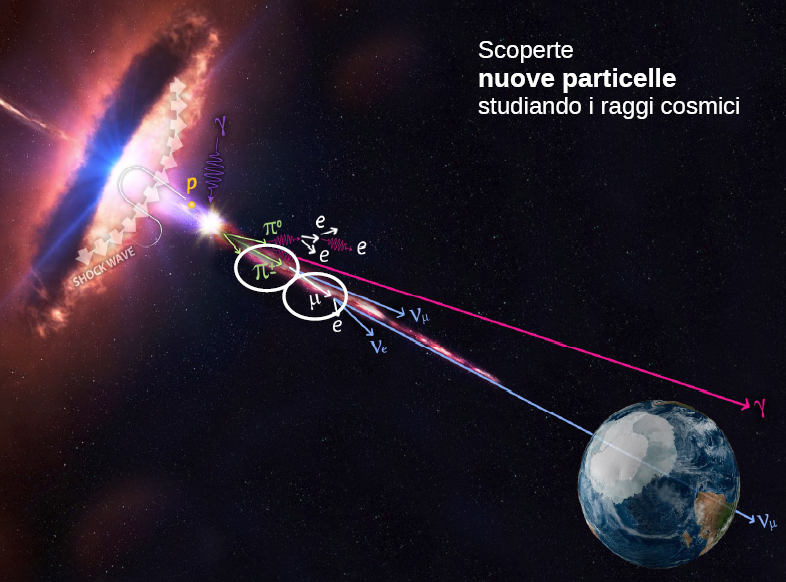 Scoperte
nuove particelle
studiando i raggi cosmici
γ
p
SHOCK WAVE
π⁰
e
e
e
π±
μ
e
νμ
νe
γ
νμ